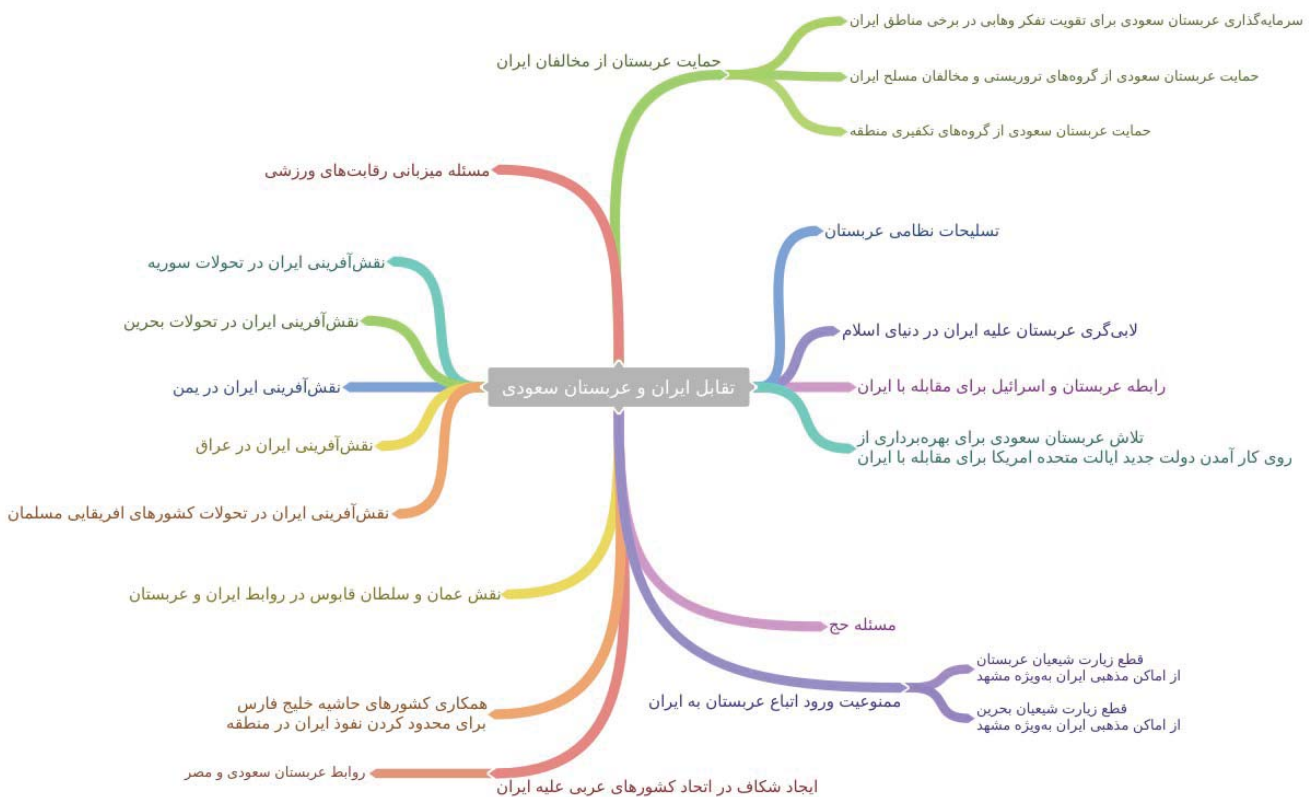 سرمایه‌گذاری عربستان سعودی برای تقویت تفکر وهابی در برخی مناطق ایران
حمایت عربستان از مخالفان ایران
حمایت عربستان سعودی از گروه‌های تروریستی و مخالفان مسلح ایران
حمایت عربستان سعودی از گروه‌های تکفیری منطقه
مسئله میزبانی رقابت‌های ورزشی
تسلیحات نظامی عربستان
لابی‌گری عربستان علیه ایران در دنیای اسلام
رابطه عربستان و اسرائیل برای مقابله با ایران
تلاش عربستان سعودی برای بهره‌برداری از
روی کار آمدن دولت جدید ایالت متحده امریکا برای مقابله با ایران
تقابل ایران و عربستان سعودی
نقش‌آفرینی ایران در تحولات سوریه
نقش‌آفرینی ایران در تحولات بحرین
نقش‌آفرینی ایران در یمن
نقش‌آفرینی ایران در عراق
نقش‌آفرینی ایران در تحولات کشورهای افریقایی مسلمان
نقش عمان و سلطان قابوس در روابط ایران و عربستان
مسئله حج
ممنوعیت ورود اتباع عربستان به ایران
قطع زیارت شیعیان عربستان
از اماکن مذهبی ایران به‌ویژه مشهد
قطع زیارت شیعیان بحرین
از اماکن مذهبی ایران به‌ویژه مشهد
همکاری کشورهای حاشیه خلیج فارس
برای محدود کردن نفوذ ایران در منطقه
ایجاد شکاف در اتحاد کشورهای عربی علیه ایران
روابط عربستان سعودی و مصر